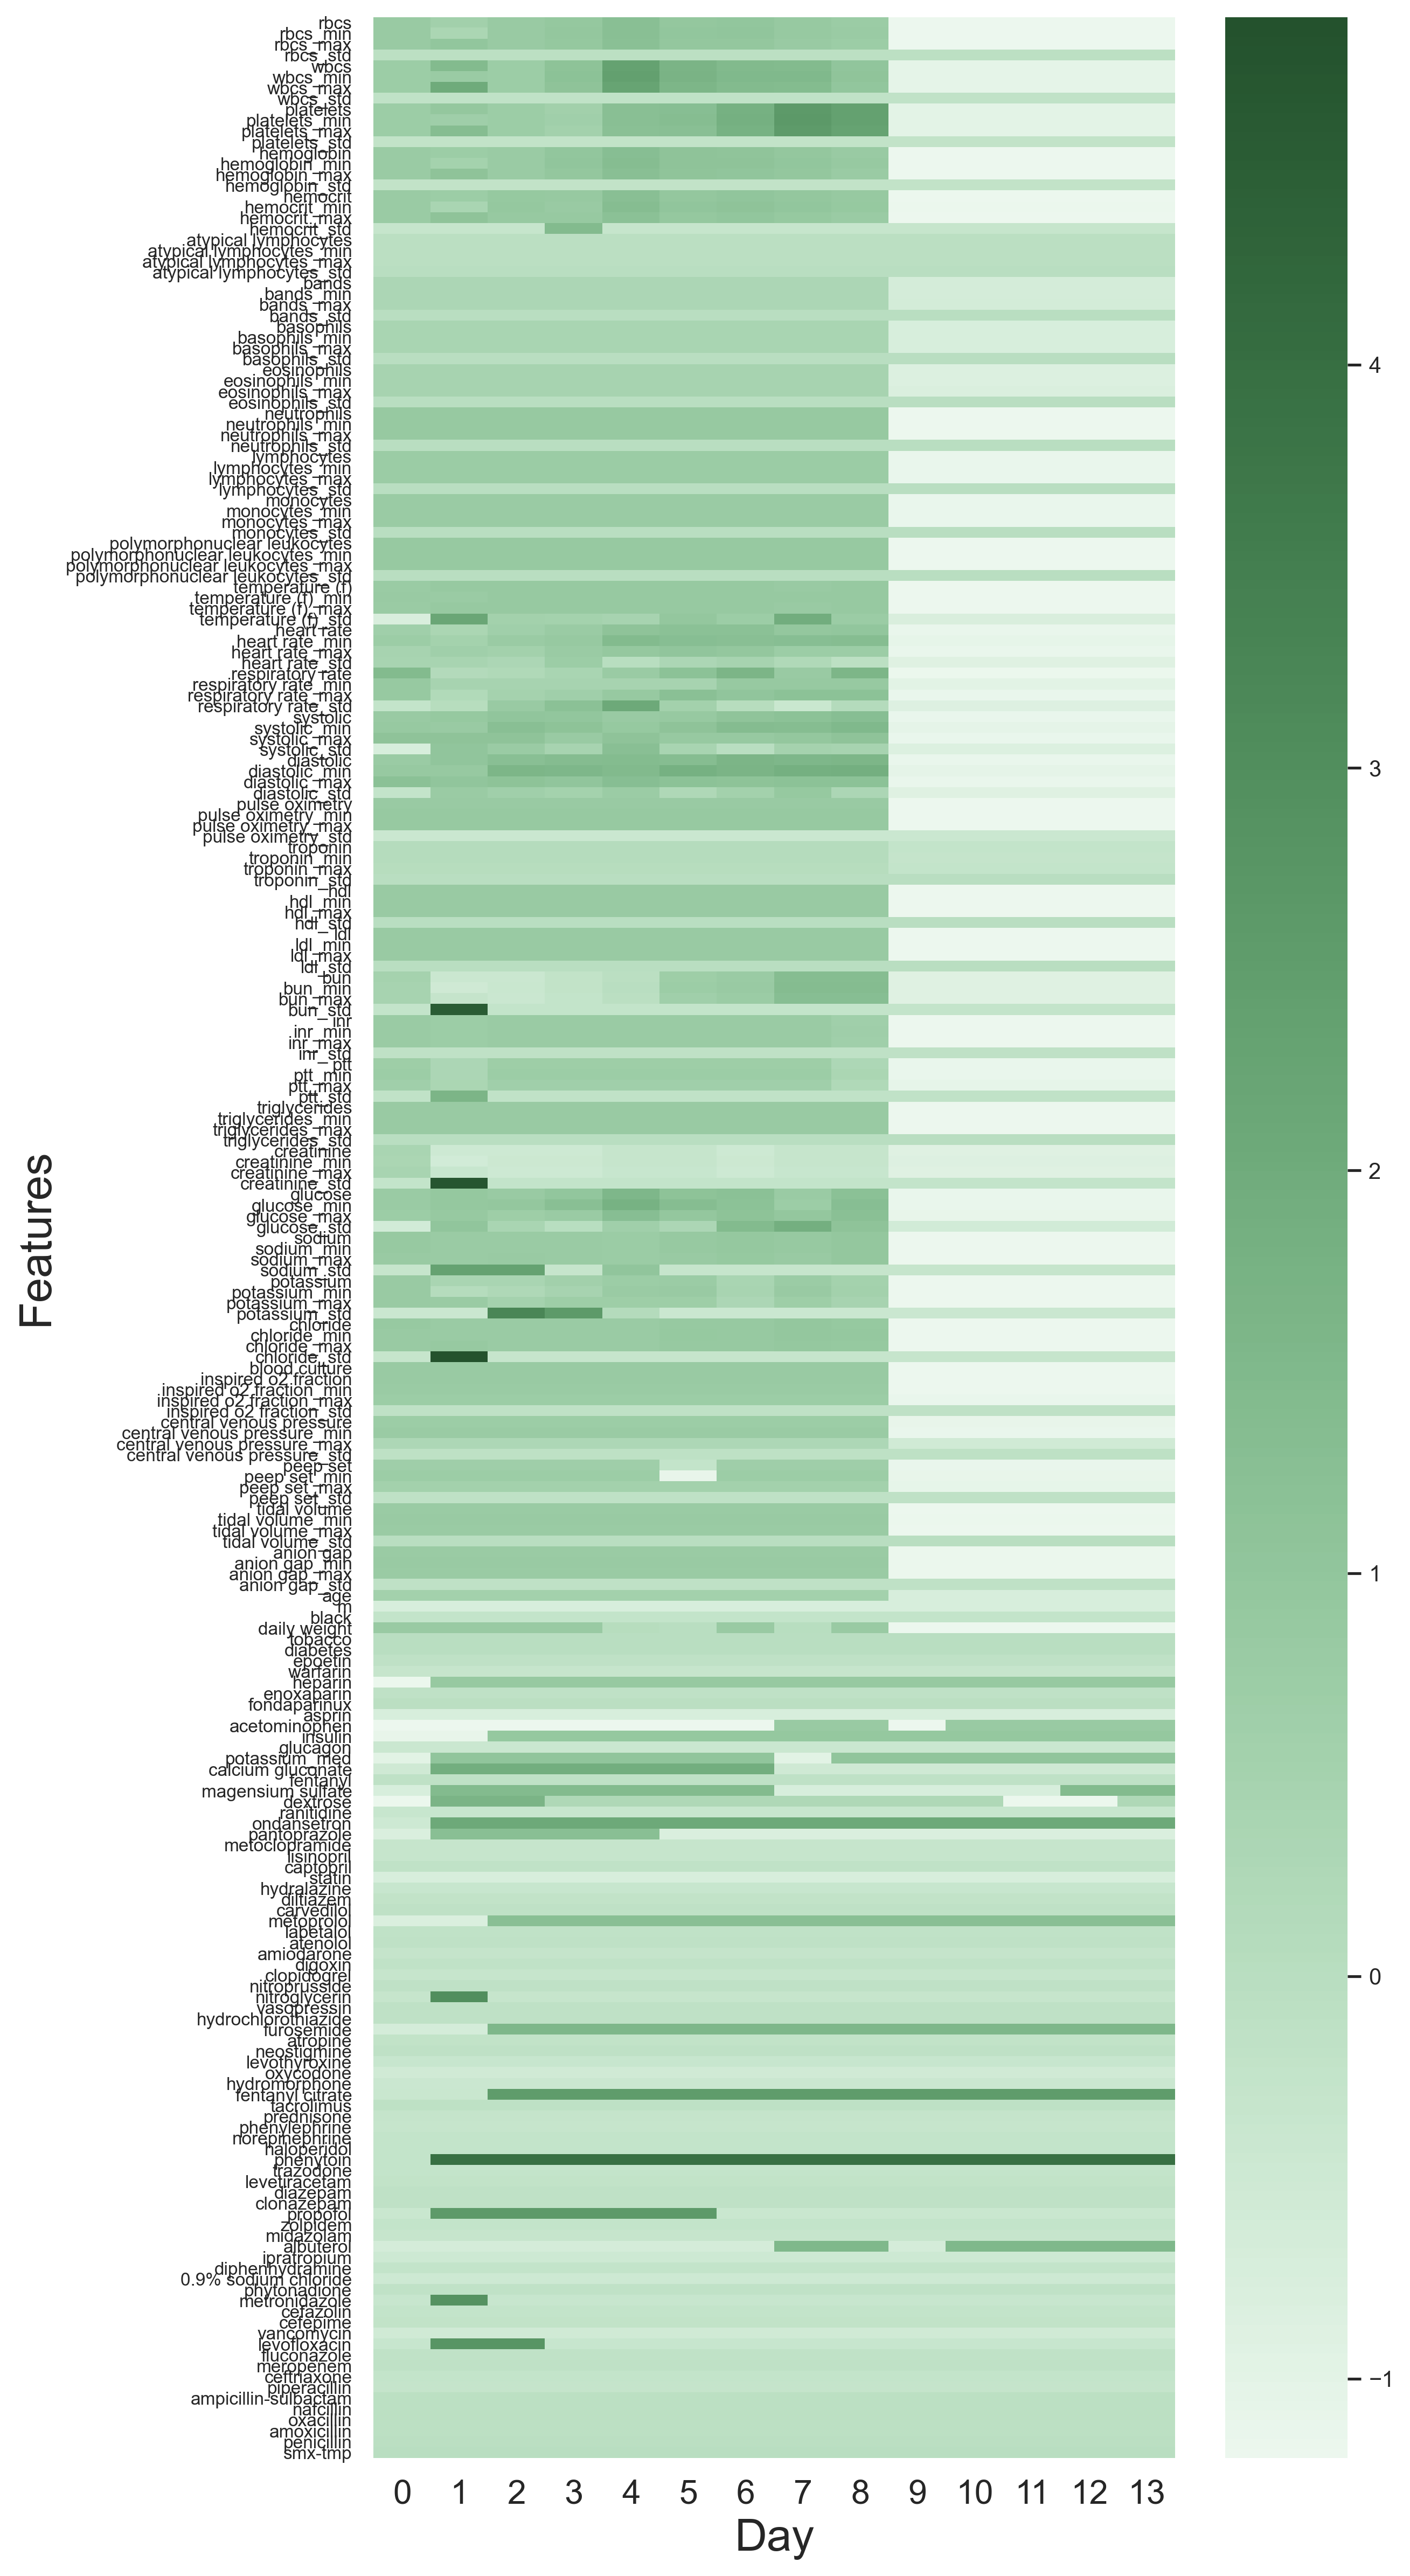 rbcs
rbcs_min
rbcs_max
rbcs_std
wbcs
wbcs_min
wbcs_max
wbcs_std
platelets
platelets_min
platelets_max
platelets_std
hemoglobin
hemoglobin_min
hemoglobin_max
hemoglobin_std
hemocrit
hemocrit_min
hemocrit_max
hemocrit_std
atypical lymphocytes
atypical lymphocytes_min
atypical lymphocytes_max
atypical lymphocytes_std
bands
bands_min
bands_max
bands_std
basophils
basophils_min
basophils_max
basophils_std
eosinophils
eosinophils_min
eosinophils_max
eosinophils_std
neutrophils
neutrophils_min
neutrophils_max
neutrophils_std
lymphocytes
lymphocytes_min
lymphocytes_max
lymphocytes_std
monocytes
monocytes_min
monocytes_max
monocytes_std
polymorphonuclear leukocytes
polymorphonuclear leukocytes_min
polymorphonuclear leukocytes_max
polymorphonuclear leukocytes_std
temperature (f)
temperature (f)_min
temperature (f)_max
temperature (f)_std
heart rate
heart rate_min
heart rate_max
heart rate_std
respiratory rate
respiratory rate_min
respiratory rate_max
respiratory rate_std
systolic
systolic_min
systolic_max
systolic_std
diastolic
diastolic_min
diastolic_max
diastolic_std
pulse oximetry
pulse oximetry_min
pulse oximetry_max
pulse oximetry_std
troponin
troponin_min
troponin_max
troponin_std
hdl
hdl_min
hdl_max
hdl_std
ldl
ldl_min
ldl_max
ldl_std
bun
bun_min
bun_max
bun_std
inr
inr_min
inr_max
inr_std
ptt
ptt_min
ptt_max
ptt_std
triglycerides
triglycerides_min
triglycerides_max
triglycerides_std
creatinine
creatinine_min
creatinine_max
creatinine_std
glucose
glucose_min
glucose_max
glucose_std
sodium
sodium_min
sodium_max
sodium_std
potassium
potassium_min
potassium_max
potassium_std
chloride
chloride_min
chloride_max
chloride_std
blood culture
inspired o2 fraction
inspired o2 fraction_min
inspired o2 fraction_max
inspired o2 fraction_std
central venous pressure
central venous pressure_min
central venous pressure_max
central venous pressure_std
peep set
peep set_min
peep set_max
peep set_std
tidal volume
tidal volume_min
tidal volume_max
tidal volume_std
anion gap
anion gap_min
anion gap_max
anion gap_std
age
m
black
daily weight
tobacco
diabetes
epoetin
warfarin
heparin
enoxaparin
fondaparinux
asprin
acetominophen
insulin
glucagon
potassium_med
calcium gluconate
fentanyl
magensium sulfate
dextrose
ranitidine
ondansetron
pantoprazole
metoclopramide
lisinopril
captopril
statin
hydralazine
diltiazem
carvedilol
metoprolol
labetalol
atenolol
amiodarone
digoxin
clopidogrel
nitroprusside
nitroglycerin
vasopressin
hydrochlorothiazide
furosemide
atropine
neostigmine
levothyroxine
oxycodone
hydromorphone
fentanyl citrate
tacrolimus
prednisone
phenylephrine
norepinephrine
haloperidol
phenytoin
trazodone
levetiracetam
diazepam
clonazepam
propofol
zolpidem
midazolam
albuterol
ipratropium
diphenhydramine
0.9% sodium chloride
phytonadione
metronidazole
cefazolin
cefepime
vancomycin
levofloxacin
fluconazole
meropenem
ceftriaxone
piperacillin
ampicillin-sulbactam
nafcillin
oxacillin
amoxicillin
penicillin
smx-tmp
Features
0 1 2 3 4 5 6 7 8 9 10 11 12 13
Day
4
3
2
1
0
−1